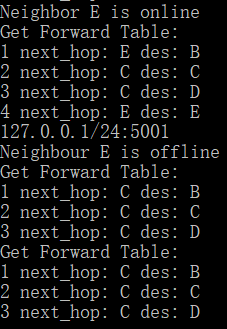 Neighbor E is online
Get Forward Table:
1 next_hop: E des: B
2 next_hop: C des: C
3 next_hop: C des: D
4 next_hop: E des: E
127.0.0.1/24:5001
Neighbour E is offline
Get Forward Table:
1 next_hop: C des: B
2 next_hop: C des: C
3 next_hop: C des: D
Get Forward Table:
1 next_hop: C des: B
2 next_hop: C des: C
3 next_hop: C des: D